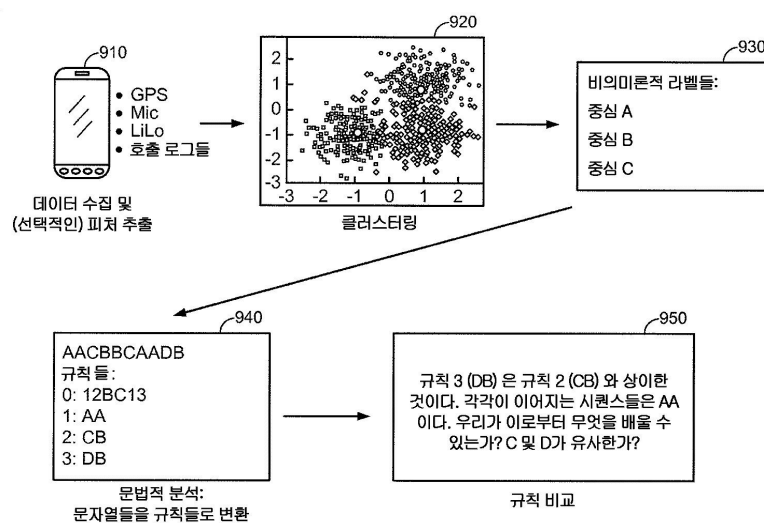 910
GPS
Mic
LiLo
호출 로그들
데이터 수집 및
(선택적인) 피처 추출
920
2
1
0
-1
-2
-3
-3 -2 -1 0 1 2
클러스터링
930
비의미론적 라벨들:
중심 A
중심 B
중심 C
940
AACBBCAADB
규칙들:
0: 12BC13
1: AA
2: CB
3: DB
문법적 분석:
문자열들을 규칙들로 변환
950
규칙 3 (DB) 은 규칙 2 (CB) 와 상이한
것이다. 각각이 이어지는 시퀀스들은 AA
이다. 우리가 이로부터 무엇을 배울 수
있는가? C 및 D가 유사한가?
규칙 비교